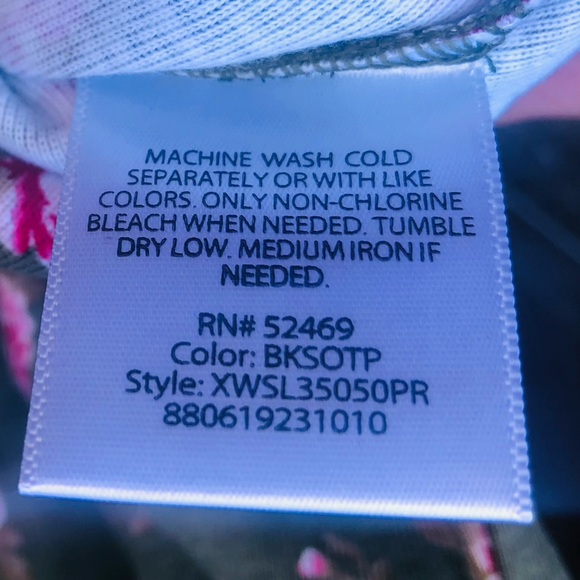 MACHINE WASH COLD
SEPARATELY OR WITH LIKE
COLORS. ONLY NON-CHLORINE
BLEACH WHEN NEEDED. TUMBLE
DRY LOW. MEDIUM IRON IF
NEEDED.
RN# 52469
Color: BKSOTP
Style: XWSL35050PR
880619231010